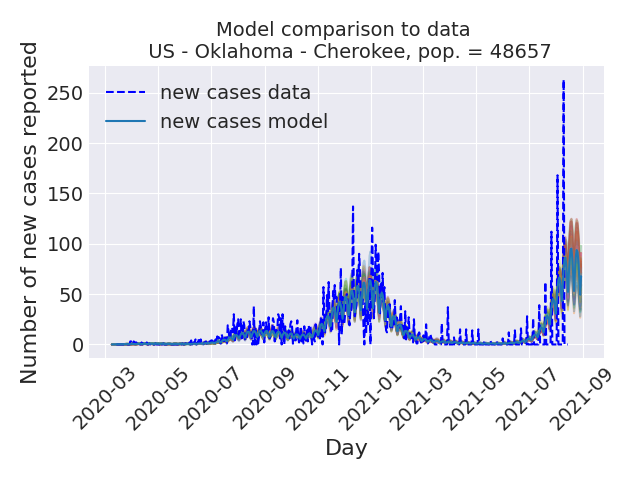 Model comparison to data
US - Oklahoma - Cherokee, pop. = 48657
Number of new cases reported
250
200
150
100
50
0
new cases data
new cases model
2020-03
2020-05
2020-07
2020-09
2020-11
2021-01
2021-03
2021-05
2021-07
2021-09
Day